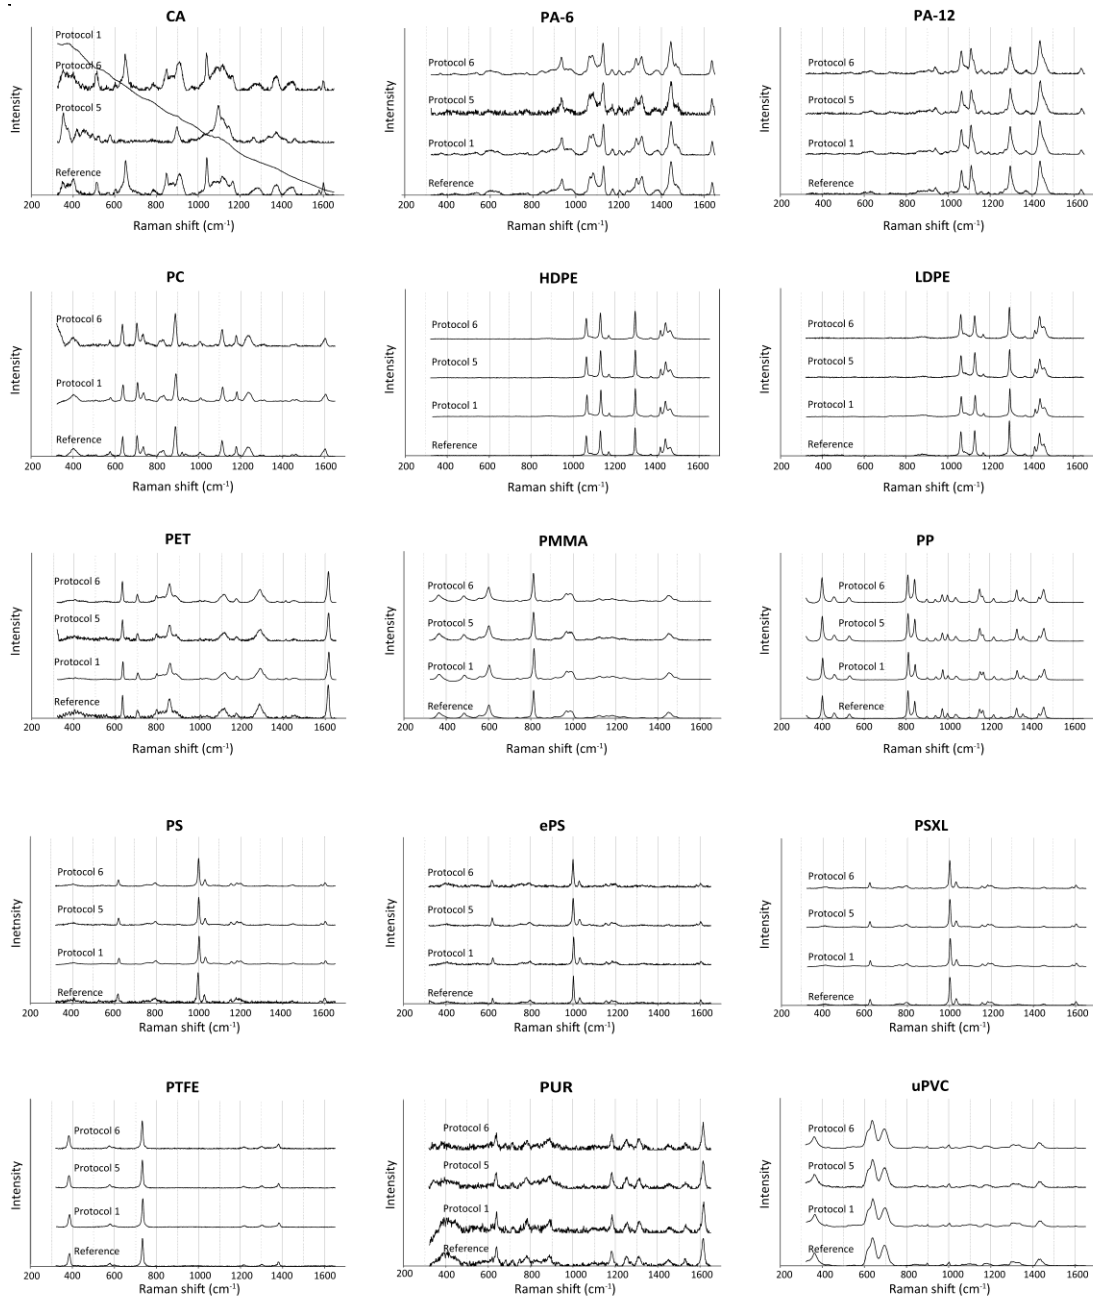 CA
PA-6
PA-12
Intensity
Protocol 1
Protocol 6
Protocol 5
Reference
200 400 600 800 1000 1200 1400 1600
Raman shift (cm⁻¹)
Intensity
Protocol 6
Protocol 5
Protocol 1
Reference
200 400 600 800 1000 1200 1400 1600
Raman shift (cm⁻¹)
Intensity
Protocol 6
Protocol 5
Protocol 1
Reference
200 400 600 800 1000 1200 1400 1600
Raman shift (cm⁻¹)
PC
HDPE
LDPE
Intensity
Protocol 6
Protocol 1
Reference
200 400 600 800 1000 1200 1400 1600
Raman shift (cm⁻¹)
Intensity
Protocol 6
Protocol 5
Protocol 1
Reference
200 400 600 800 1000 1200 1400 1600
Raman shift (cm⁻¹)
Intensity
Protocol 6
Protocol 5
Protocol 1
Reference
200 400 600 800 1000 1200 1400 1600
Raman shift (cm⁻¹)
PET
PMMA
PP
Intensity
Protocol 6
Protocol 5
Protocol 1
Reference
200 400 600 800 1000 1200 1400 1600
Raman shift (cm⁻¹)
Intensity
Protocol 6
Protocol 5
Protocol 1
Reference
200 400 600 800 1000 1200 1400 1600
Raman shift (cm⁻¹)
Intensity
Protocol 6
Protocol 5
Protocol 1
Reference
200 400 600 800 1000 1200 1400 1600
Raman shift (cm⁻¹)
PS
ePS
PSXL
Inetnsity
Protocol 6
Protocol 5
Protocol 1
Reference
200 400 600 800 1000 1200 1400 1600
Raman shift (cm⁻¹)
Intensity
Protocol 6
Protocol 5
Protocol 1
Reference
200 400 600 800 1000 1200 1400 1600
Raman shift (cm⁻¹)
Intensity
Protocol 6
Protocol 5
Protocol 1
Reference
200 400 600 800 1000 1200 1400 1600
Raman shift (cm⁻¹)
PTFE
PUR
uPVC
Intensity
Protocol 6
Protocol 5
Protocol 1
Reference
200 400 600 800 1000 1200 1400 1600
Raman shift (cm⁻¹)
Intensity
Protocol 6
Protocol 5
Protocol 1
Reference
200 400 600 800 1000 1200 1400 1600
Raman shift (cm⁻¹)
Intensity
Protocol 6
Protocol 5
Protocol 1
Reference
200 400 600 800 1000 1200 1400 1600
Raman shift (cm⁻¹)